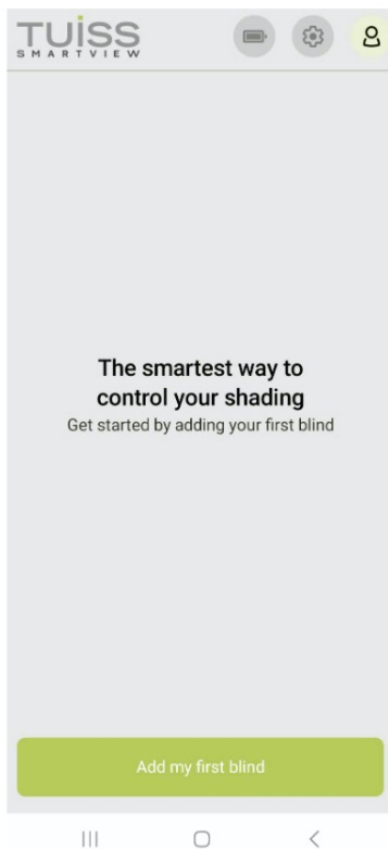 TUiSS
SMARTVIEW
The smartest way to
control your shading
Get started by adding your first blind
Add my first blind